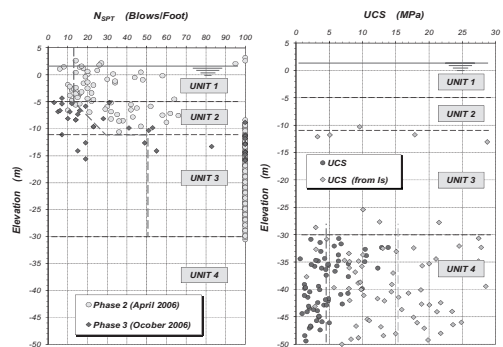 N_SPT (Blows/Foot)
0 10 20 30 40 50 60 70 80 90 100
5
0
-5
-10
-15
-20
-25
-30
-35
-40
-45
-50
Elevation (m)
UNIT 1
UNIT 2
UNIT 3
UNIT 4
Phase 2 (April 2006)
Phase 3 (Ocober 2006)
UCS (MPa)
0 5 10 15 20 25 30
5
0
-5
-10
-15
-20
-25
-30
-35
-40
-45
-50
Elevation (m)
UNIT 1
UNIT 2
UCS
UCS (from Is)
UNIT 3
UNIT 4